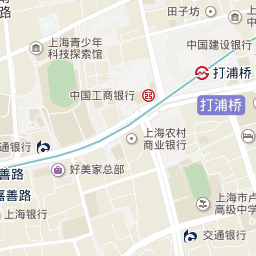 田子坊
上海青少年
科技探索馆
中国建设银行
打浦桥
中国工商银行
打浦桥
上海农村
商业银行
通银行
善路
好美家总部
嘉善路
上海银行
上海市卢
高级中学
交通银行